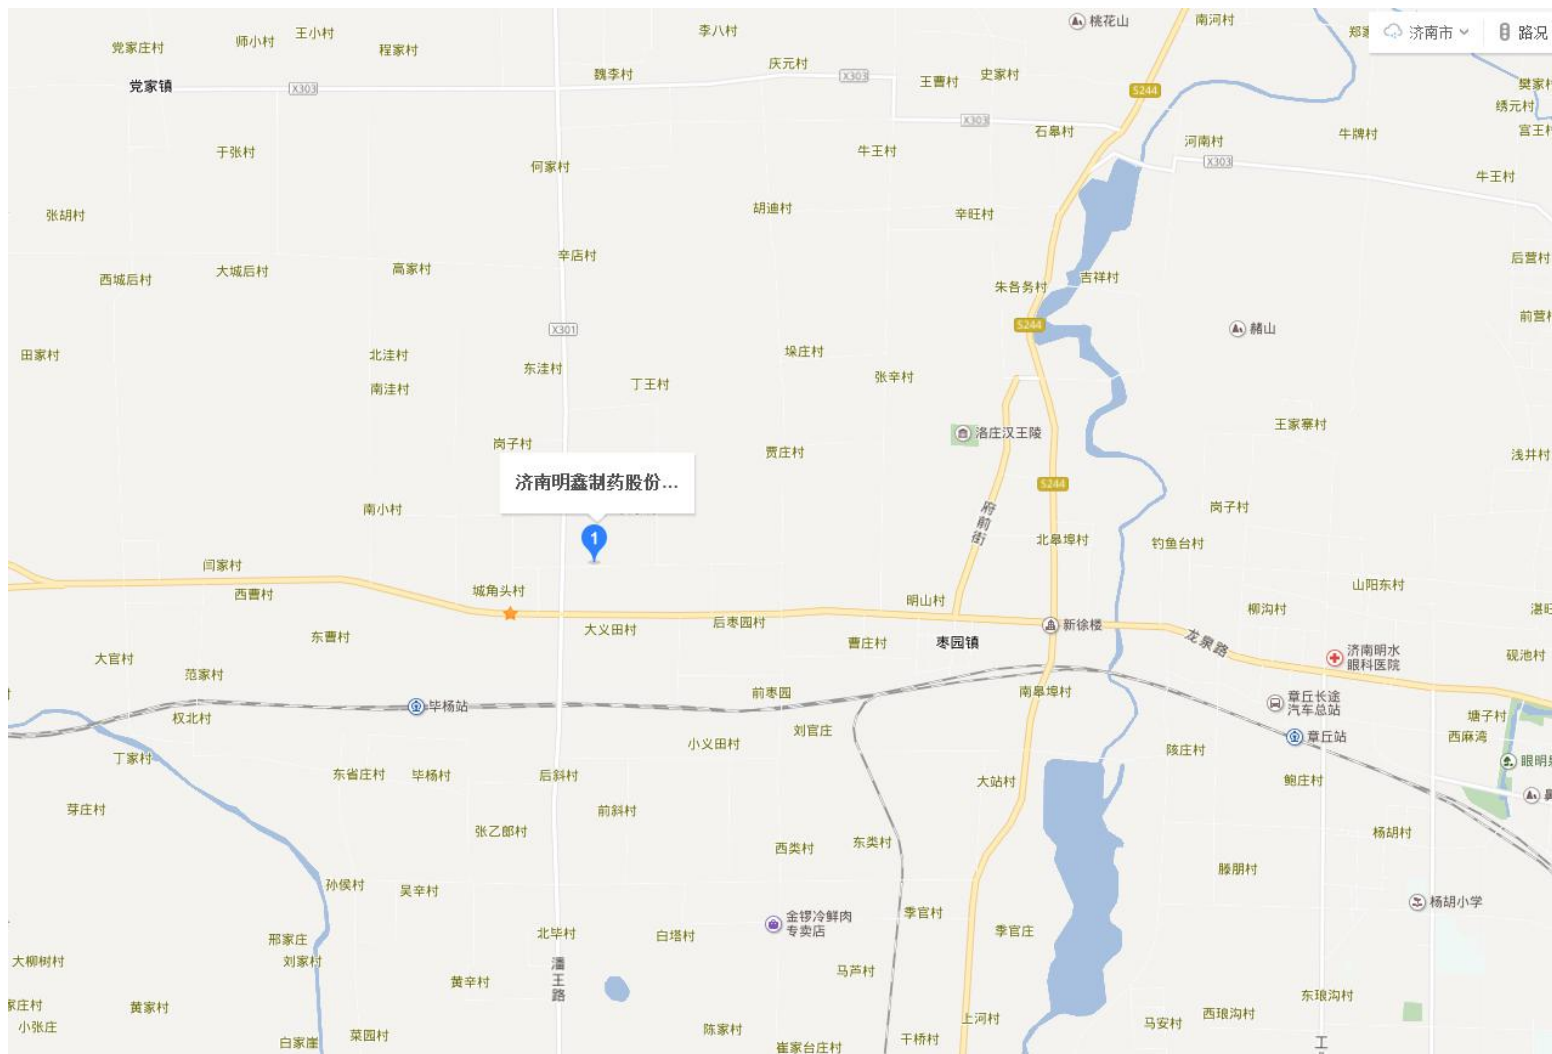 桃花山
南河村
李八村
王小村
师小村
党家庄村
程家村
济南市
路况
庆元村
魏李村
X303
王曹村
史家村
党家镇
X303
S244
绣元村
X303
石皋村
河南村
牛牌村
于张村
牛王村
何家村
X303
牛王村
张胡村
胡迪村
辛旺村
辛店村
后营村
西城后村
大城后村
高家村
吉祥村
朱各务村
X301
S244
赭山
田家村
北洼村
东洼村
垛庄村
南洼村
丁王村
张辛村
王家寨村
洛庄汉王陵
岗子村
贾庄村
浅井村
济南明鑫制药股份...
S244
南小村
岗子村
府前街
1
北皋埠村
钓鱼台村
闫家村
城角头村
山阳东村
西曹村
明山村
柳沟村
东曹村
大义田村
后枣园村
曹庄村
枣园镇
新徐楼
龙泉路
济南明水
眼科医院
砚池村
大官村
范家村
前枣园
南皋埠村
章丘长途
汽车总站
毕杨站
权北村
刘官庄
塘子村
小义田村
陔庄村
章丘站
西麻湾
丁家村
东省庄村
毕杨村
后斜村
大站村
鲍庄村
芽庄村
前斜村
张乙郎村
杨胡村
西类村
东类村
滕朋村
孙侯村
吴辛村
杨胡小学
金锣冷鲜肉
专卖店
季官村
季官庄
邢家庄
北毕村
白塔村
大柳树村
刘家村
潘王路
马芦村
黄辛村
东琅沟村
家庄村
黄家村
小张庄
西琅沟村
上河村
马安村
菜园村
陈家村
白家崖
崔家台庄村
干桥村
工